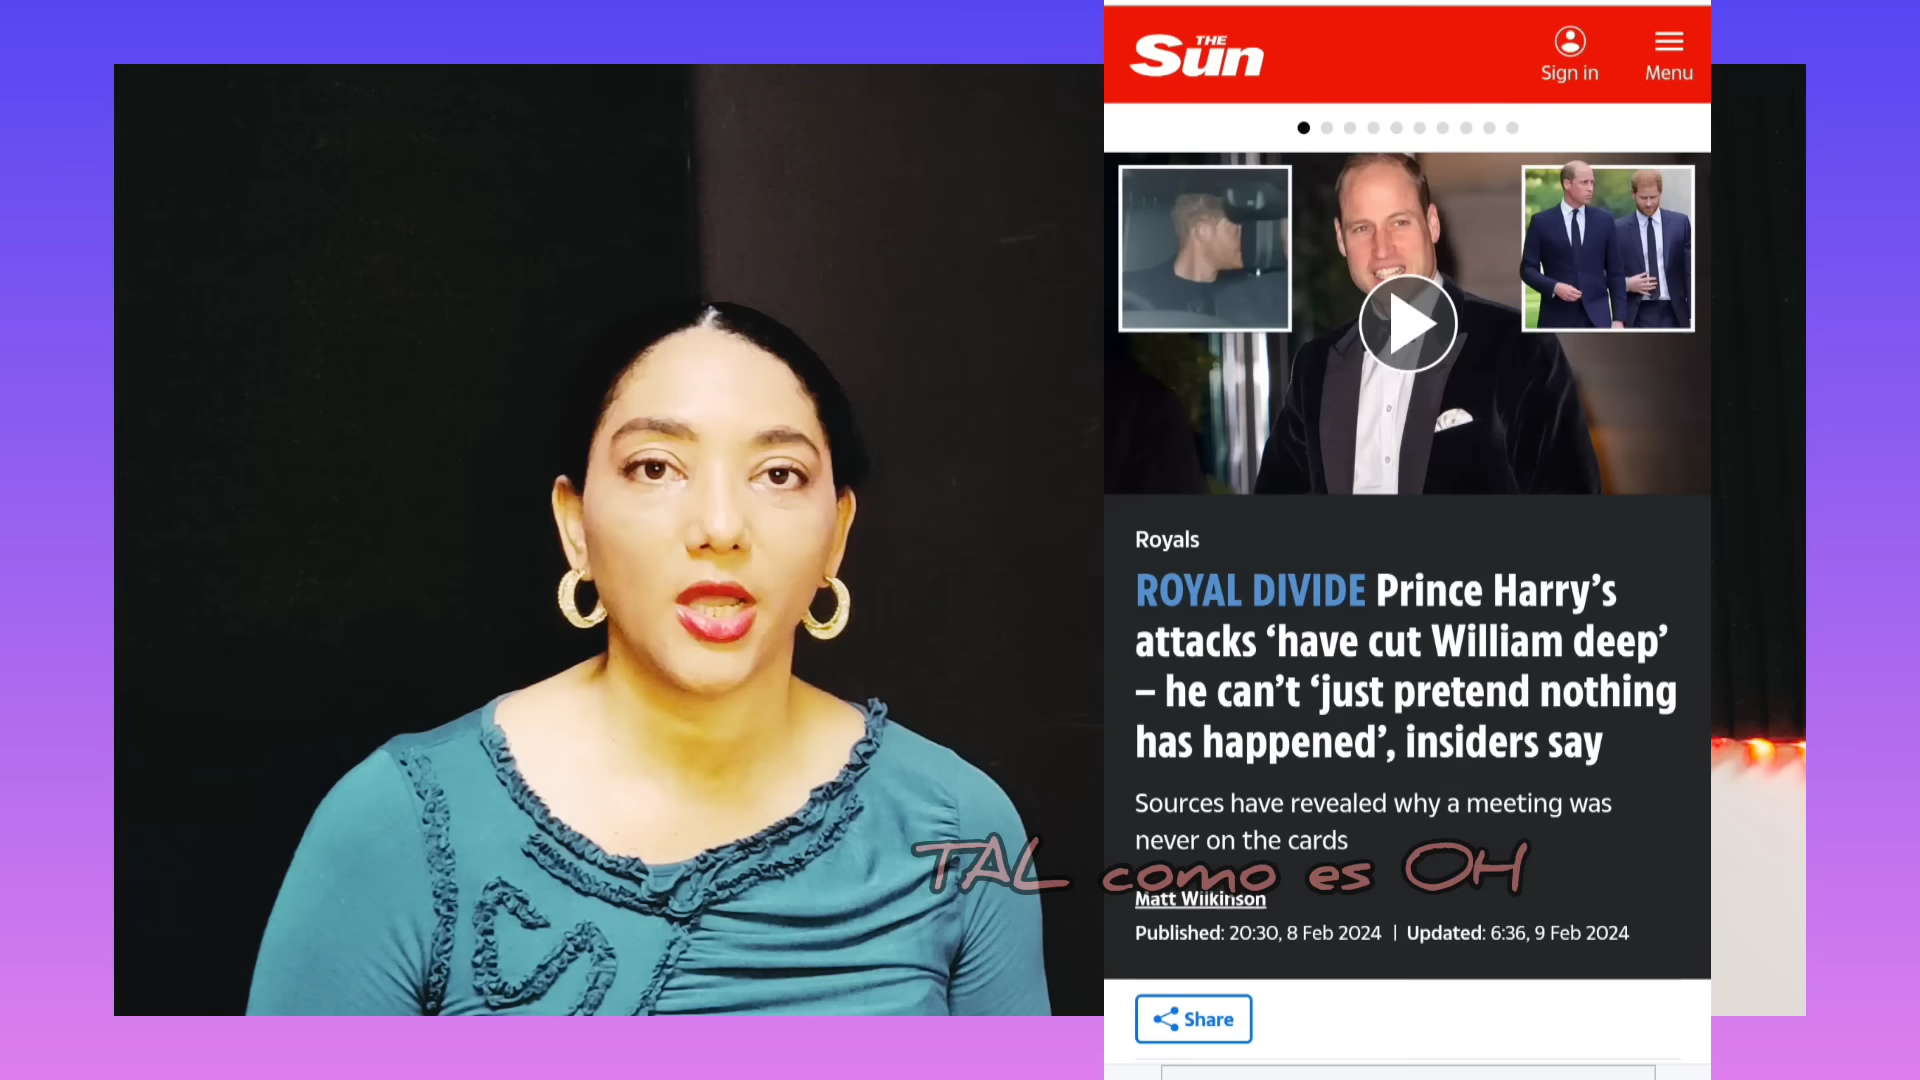 THE
Sun
Sign in
Menu
Royals
ROYAL DIVIDE Prince Harry’s
attacks ‘have cut William deep’
– he can’t ‘just pretend nothing
has happened’, insiders say
Sources have revealed why a meeting was
never on the cards
TAL como es OH
Matt Wilkinson
Published: 20:30, 8 Feb 2024 | Updated: 6:36, 9 Feb 2024
Share